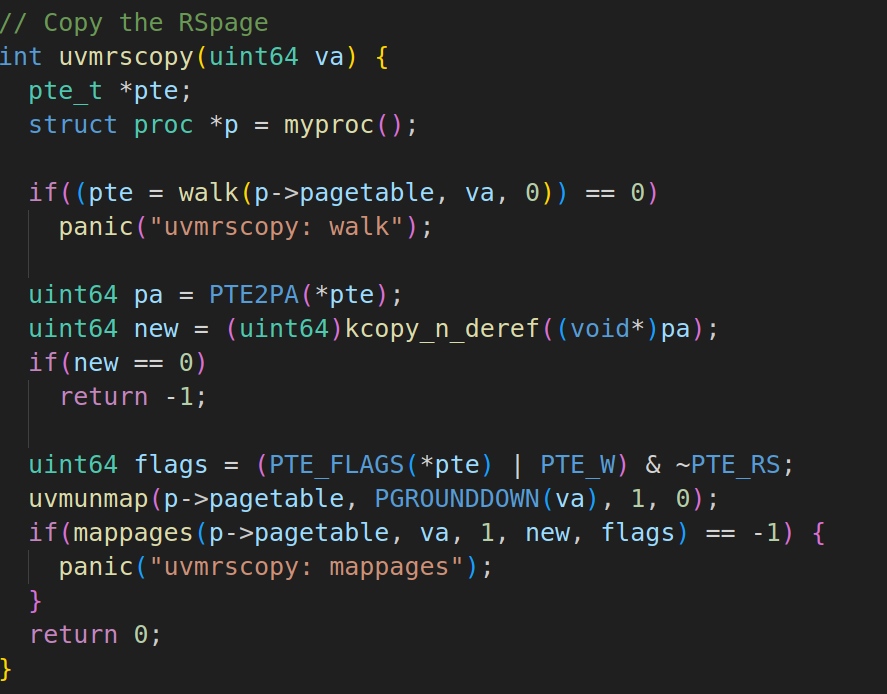 // Copy the RSpage
int uvmrscopy(uint64 va) {
  pte_t *pte;
  struct proc *p = myproc();

  if((pte = walk(p->pagetable, va, 0)) == 0)
    panic("uvmrscopy: walk");

  uint64 pa = PTE2PA(*pte);
  uint64 new = (uint64)kcopy_n_deref((void*)pa);
  if(new == 0)
    return -1;

  uint64 flags = (PTE_FLAGS(*pte) | PTE_W) & ~PTE_RS;
  uvmunmap(p->pagetable, PGROUNDDOWN(va), 1, 0);
  if(mappages(p->pagetable, va, 1, new, flags) == -1) {
    panic("uvmrscopy: mappages");
  }
  return 0;
}